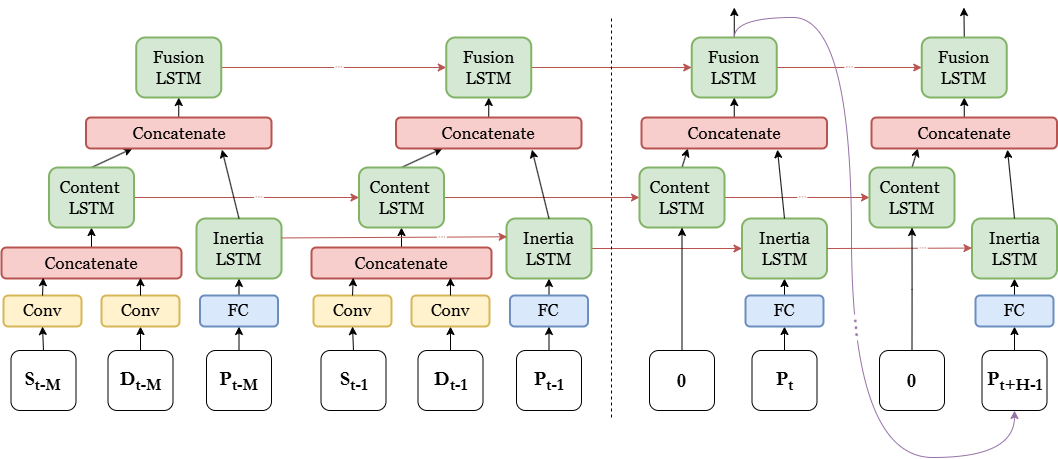 Fusion LSTM
Fusion LSTM
Fusion LSTM
Fusion LSTM
Concatenate
Concatenate
Concatenate
Concatenate
Content LSTM
Content LSTM
Content LSTM
Content LSTM
Inertia LSTM
Inertia LSTM
Inertia LSTM
Inertia LSTM
Concatenate
Concatenate
Conv
Conv
FC
Conv
Conv
FC
FC
FC
S_{t-M}
D_{t-M}
P_{t-M}
S_{t-1}
D_{t-1}
P_{t-1}
0
P_t
0
P_{t+H-1}